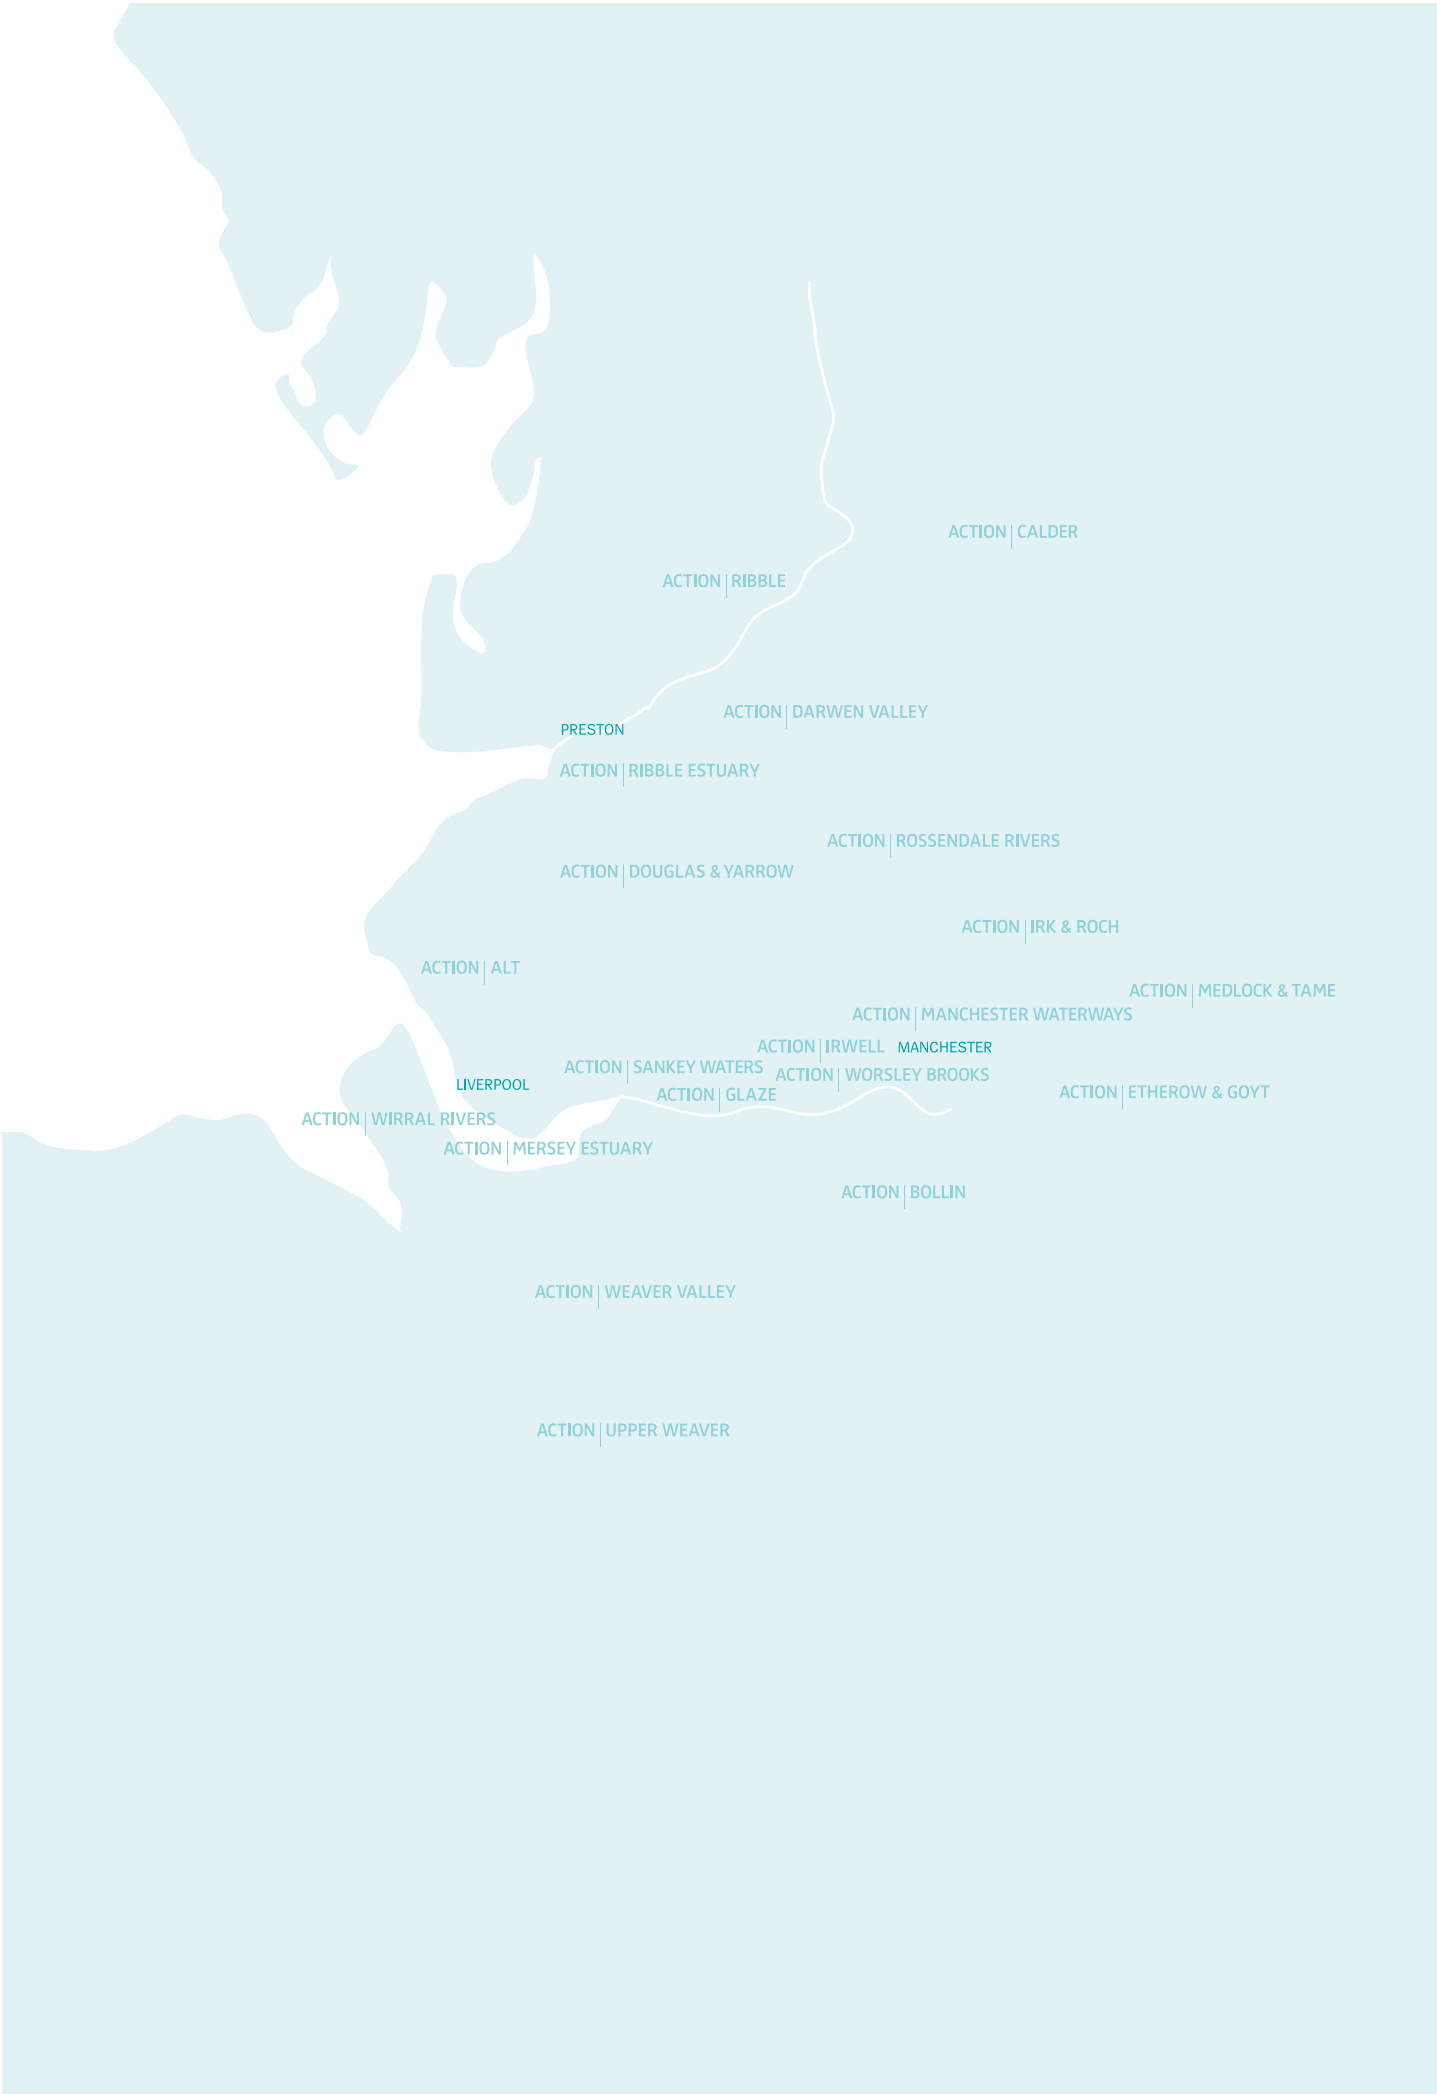 ACTION | CALDER
ACTION | RIBBLE
ACTION | DARWEN VALLEY
PRESTON
ACTION | RIBBLE ESTUARY
ACTION | ROSSENDALE RIVERS
ACTION | DOUGLAS & YARROW
ACTION | IRK & ROCH
ACTION | ALT
ACTION | MEDLOCK & TAME
ACTION | MANCHESTER WATERWAYS
ACTION | IRWELL
MANCHESTER
ACTION | SANKEY WATERS
ACTION | WORSLEY BROOKS
LIVERPOOL
ACTION | GLAZE
ACTION | ETHEROW & GOYT
ACTION | WIRRAL RIVERS
ACTION | MERSEY ESTUARY
ACTION | BOLLIN
ACTION | WEAVER VALLEY
ACTION | UPPER WEAVER